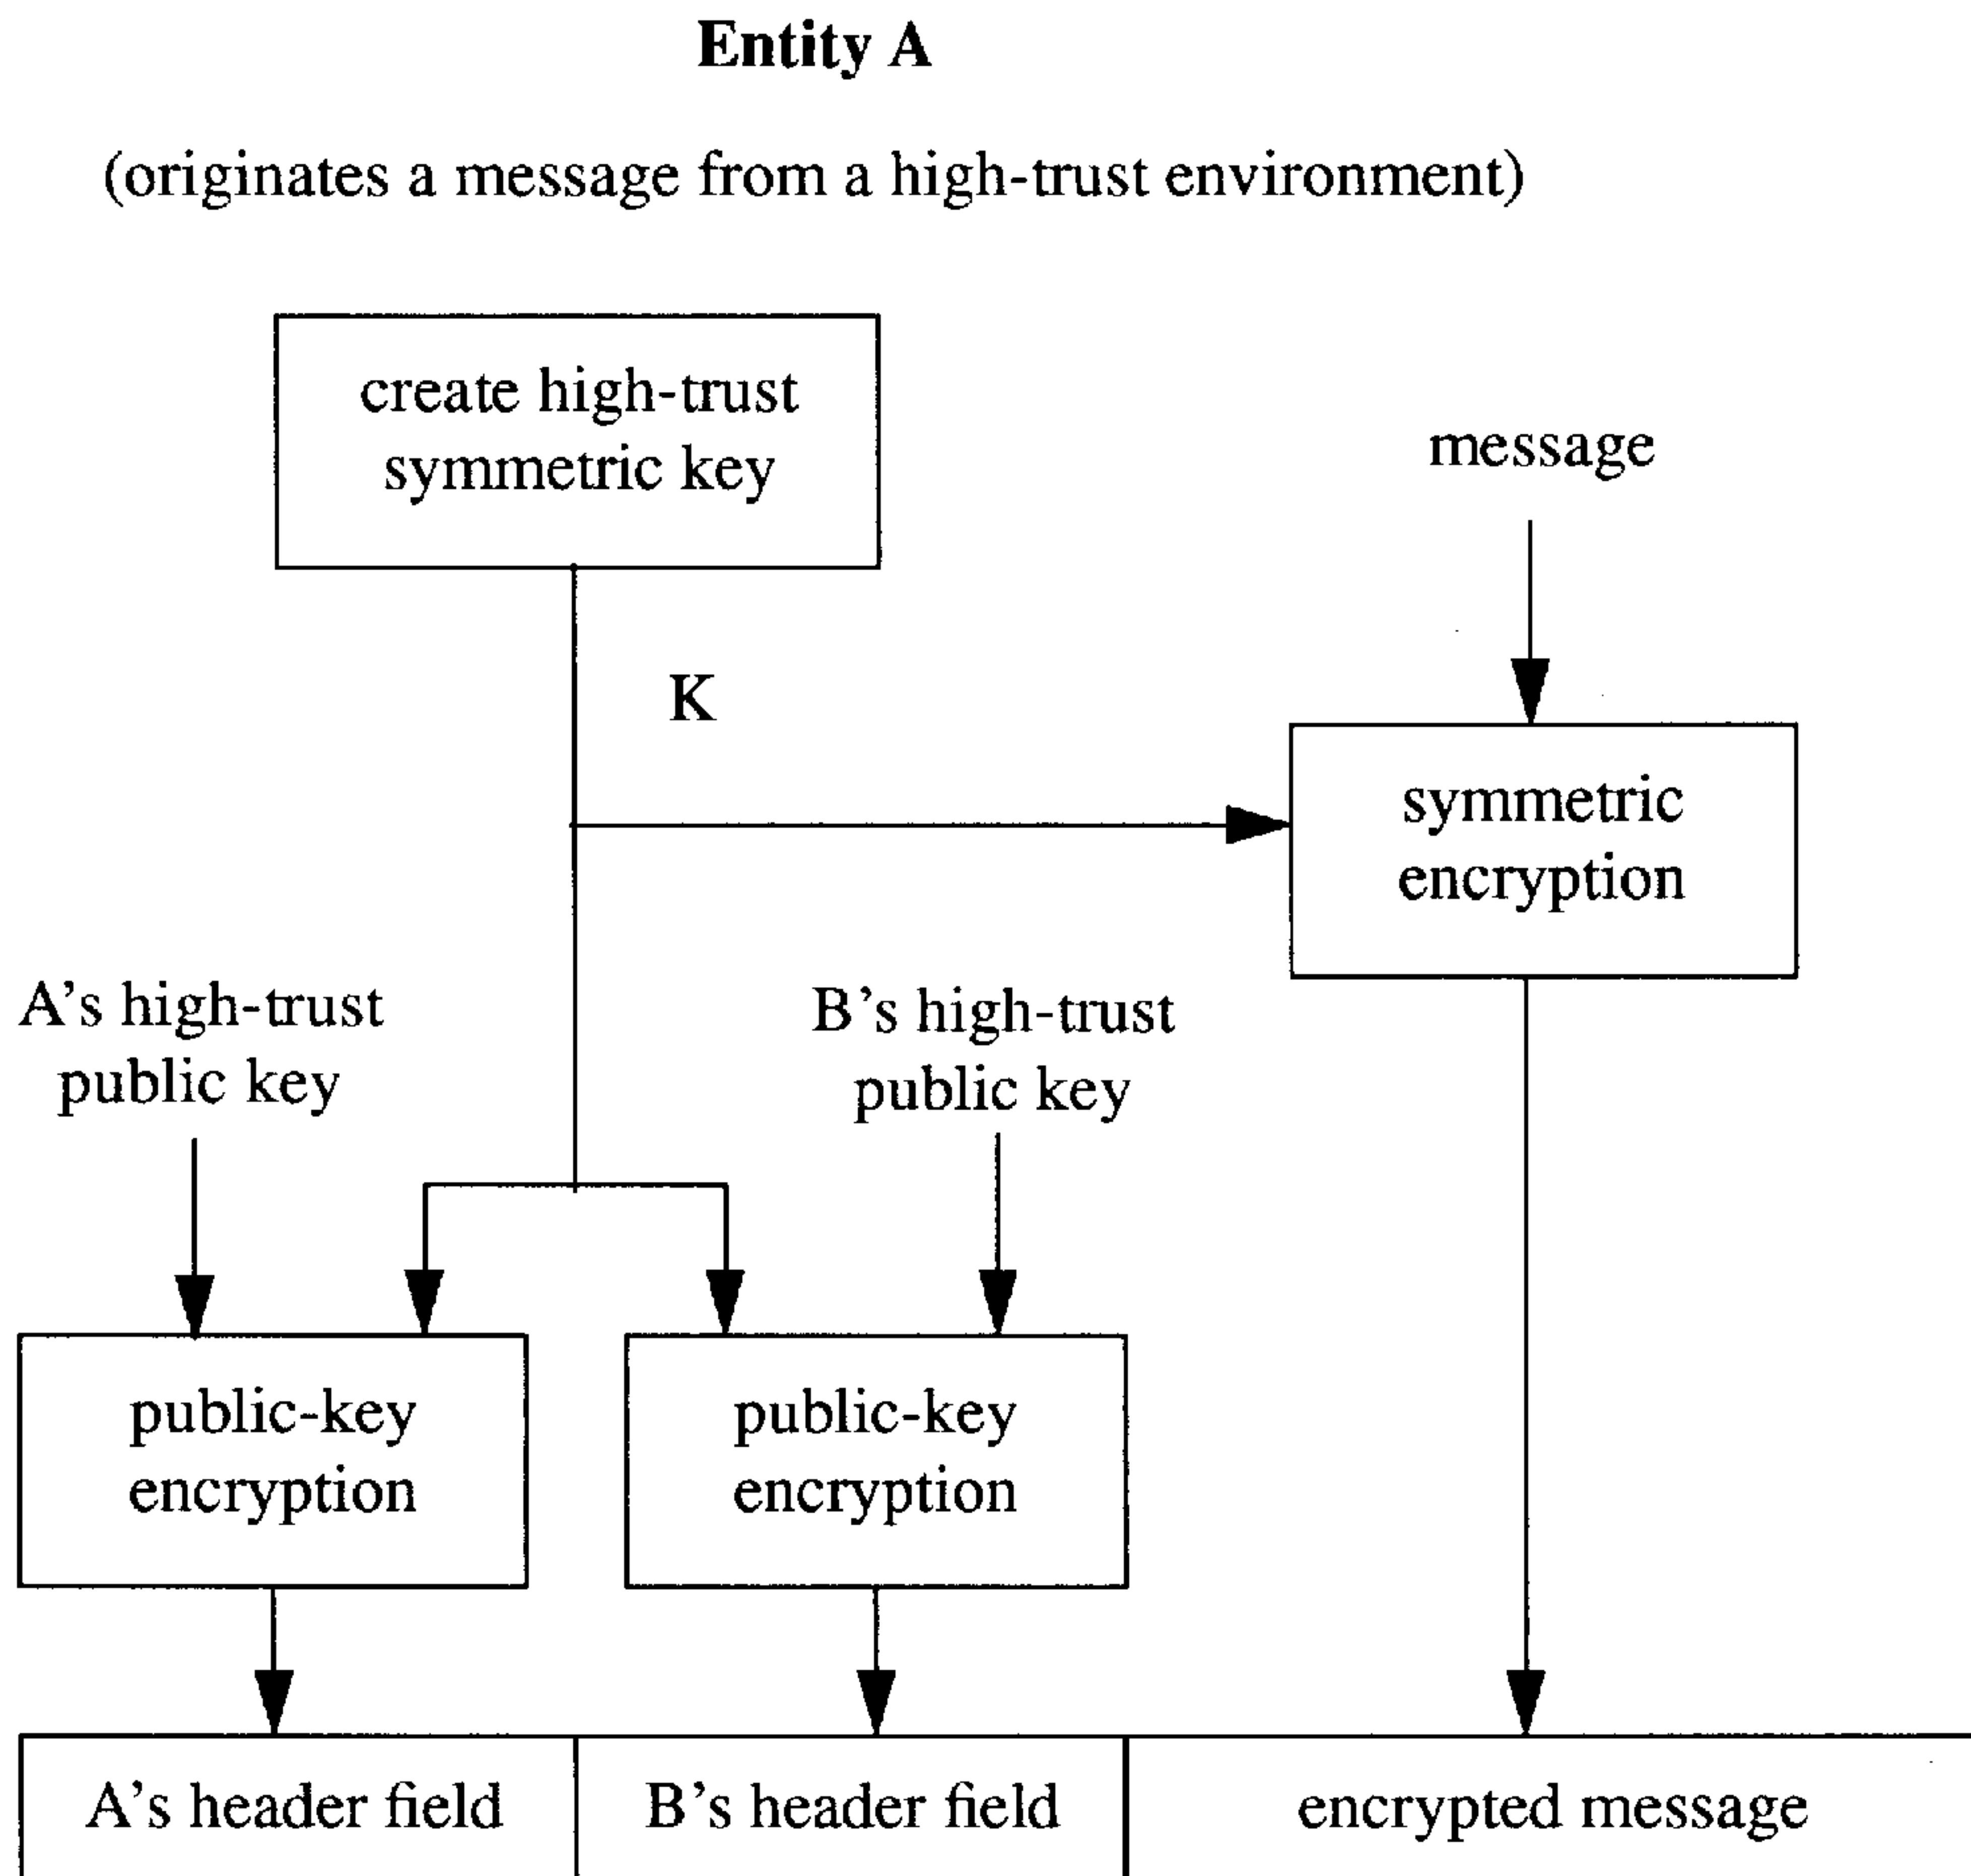 Entity A
(originates a message from a high-trust environment)
create high-trust
symmetric key
message
K
symmetric
encryption
A’s high-trust
public key
B’s high-trust
public key
public-key
encryption
public-key
encryption
A’s header field
B’s header field
encrypted message